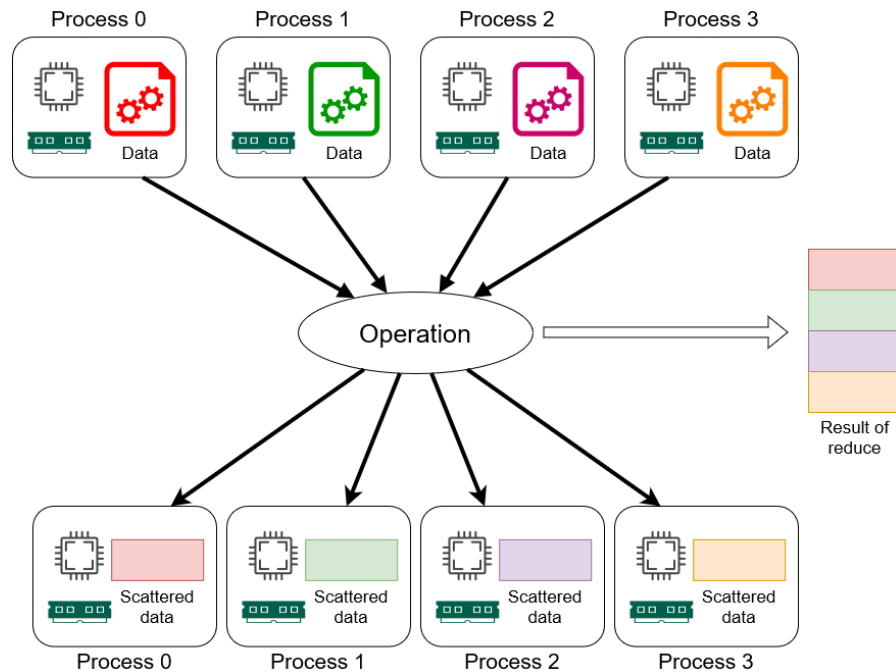 Process 0
Process 1
Process 2
Process 3
Data
Data
Data
Data
Operation
Result of
reduce
Scattered
data
Scattered
data
Scattered
data
Scattered
data
Process 0
Process 1
Process 2
Process 3